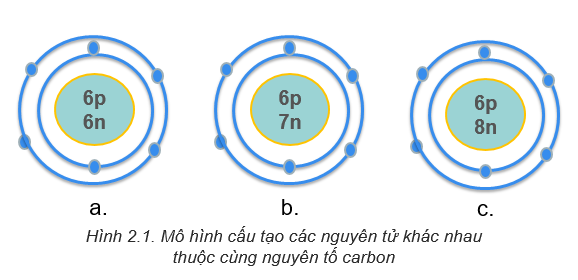 6p
6n
6p
7n
6p
8n
a.
b.
c.
Hình 2.1. Mô hình cấu tạo các nguyên tử khác nhau
thuộc cùng nguyên tố carbon